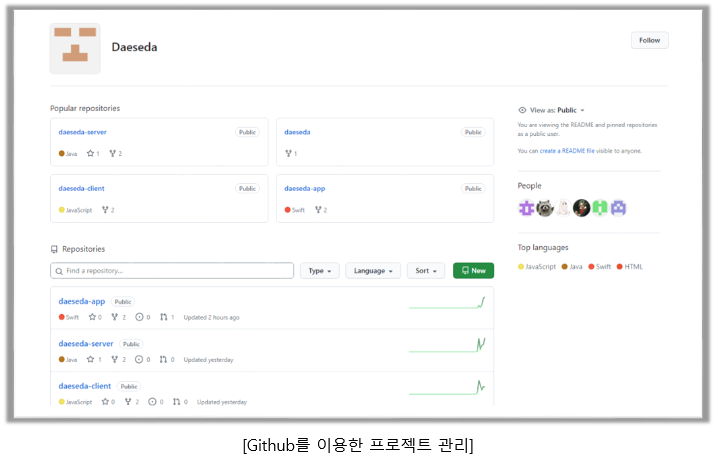 Daeseda
Follow
Popular repositories
daeseda-server Public
Java 1 2
daeseda Public
1
daeseda-client Public
JavaScript 2
daeseda-app Public
Swift 2
View as: Public
You are viewing the README and pinned repositories
as a public user.
You can create a README file visible to anyone.
People
Top languages
JavaScript Java Swift HTML
Repositories
Find a repository...
Type
Language
Sort
New
daeseda-app Public
Swift 0 2 0 1 Updated 2 hours ago
daeseda-server Public
Java 1 2 0 0 Updated yesterday
daeseda-client Public
JavaScript 0 2 0 0 Updated yesterday
[Github를 이용한 프로젝트 관리]